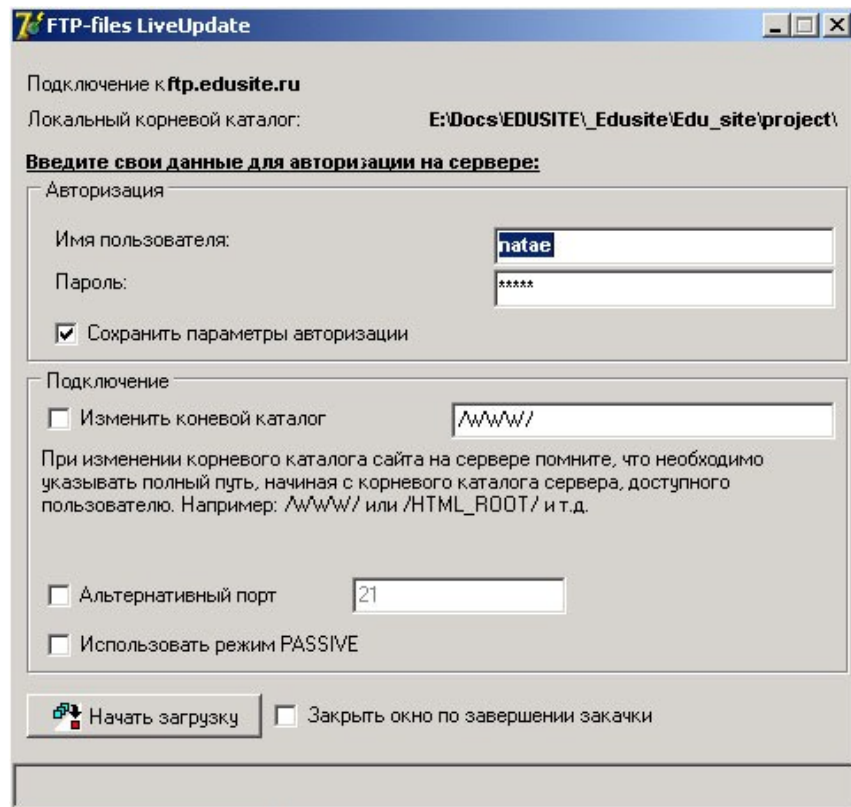 FTP-files LiveUpdate
Подключение к ftp.edusite.ru
Локальный корневой каталог: E:\Docs\EDUSITE\_Edusite\Edu_site\project\
Введите свои данные для авторизации на сервере:
Авторизация
Имя пользователя: natae
Пароль: *****
Сохранить параметры авторизации
Подключение
Изменить коневой каталог /WWW/
При изменении корневого каталога сайта на сервере помните, что необходимо
указывать полный путь, начиная с корневого каталога сервера, доступного
пользователю. Например: /WWW/ или /HTML_ROOT/ и т.д.
Альтернативный порт 21
Использовать режим PASSIVE
Начать загрузку Закрыть окно по завершении закачки